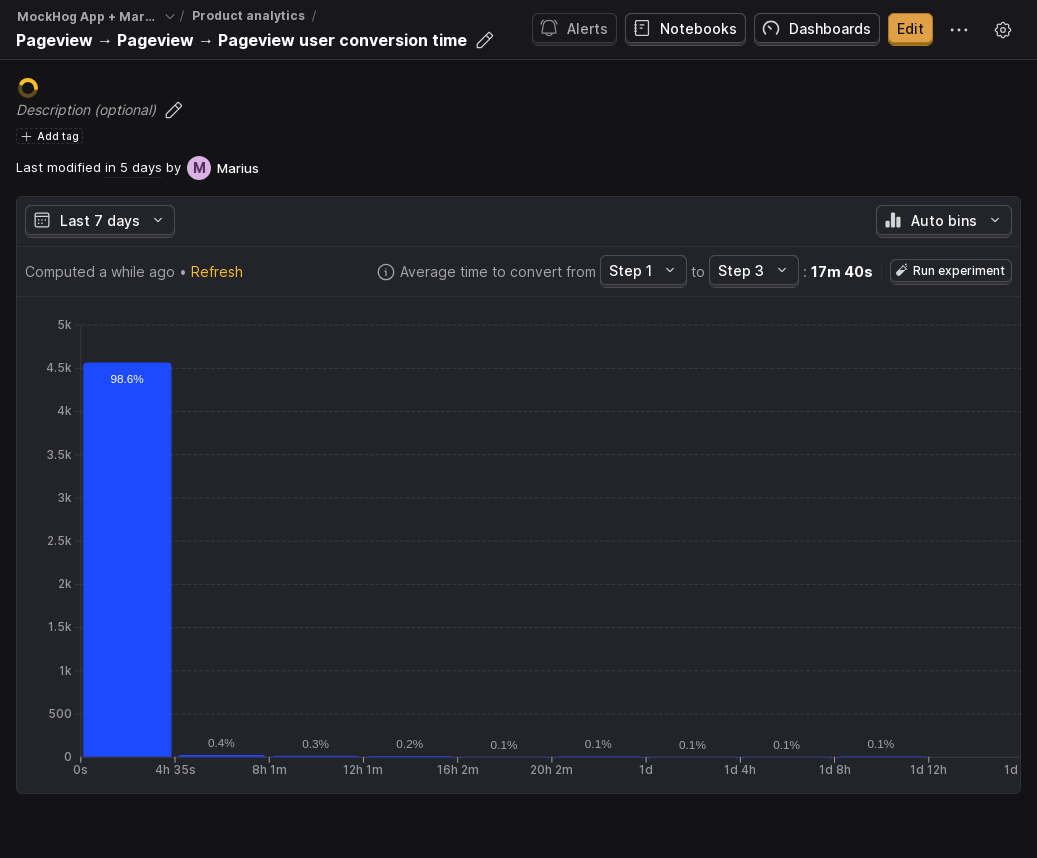 MockHog App + Mar... / Product analytics /
Pageview → Pageview → Pageview user conversion time
Alerts Notebooks Dashboards Edit
Description (optional)
+ Add tag
Last modified in 5 days by M Marius
Last 7 days Auto bins
Computed a while ago • Refresh Average time to convert from Step 1 to Step 3 : 17m 40s Run experiment
5k
4.5k
98.6%
4k
3.5k
3k
2.5k
2k
1.5k
1k
500
0.4% 0.3% 0.2% 0.1% 0.1% 0.1% 0.1% 0.1%
0
0s 4h 35s 8h 1m 12h 1m 16h 2m 20h 2m 1d 1d 4h 1d 8h 1d 12h 1d